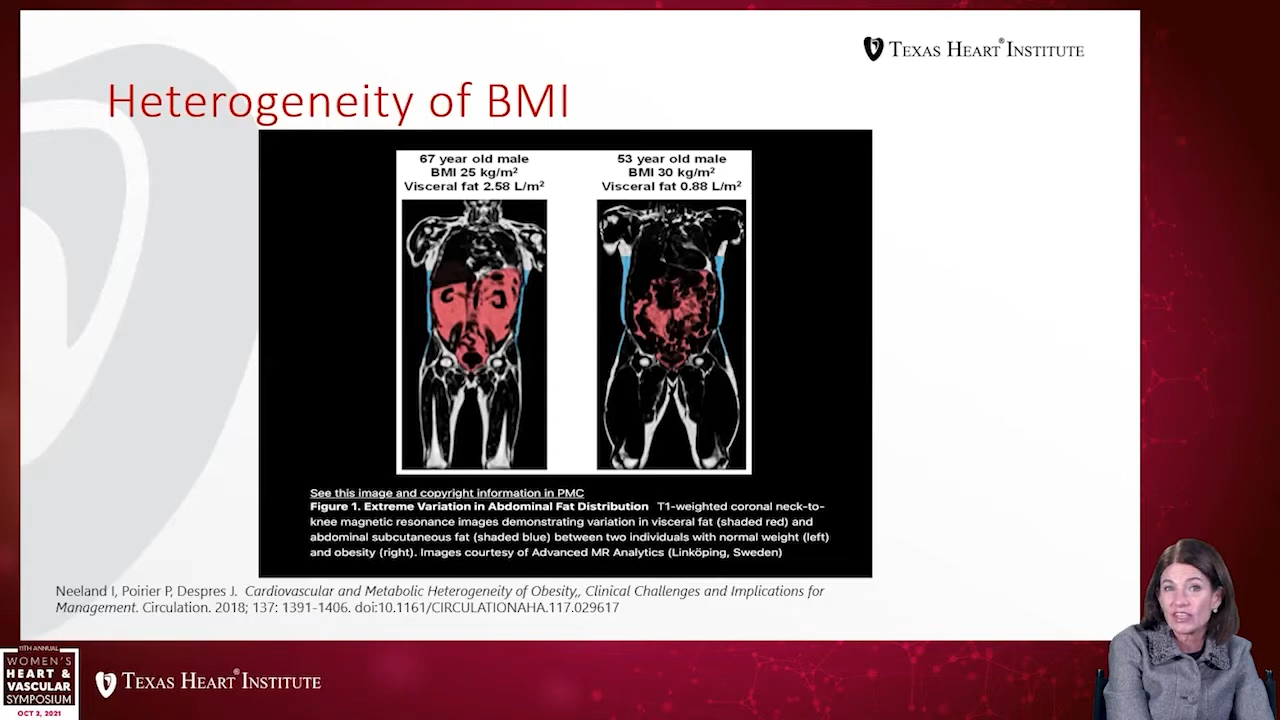 TEXAS HEART® INSTITUTE
Heterogeneity of BMI
67 year old male
BMI 25 kg/m²
Visceral fat 2.58 L/m²
53 year old male
BMI 30 kg/m²
Visceral fat 0.88 L/m²
See this image and copyright information in PMC
Figure 1. Extreme Variation in Abdominal Fat Distribution T1-weighted coronal neck-to-
knee magnetic resonance images demonstrating variation in visceral fat (shaded red) and
abdominal subcutaneous fat (shaded blue) between two individuals with normal weight (left)
and obesity (right). Images courtesy of Advanced MR Analytics (Linköping, Sweden)
Neeland I, Poirier P, Despres J. Cardiovascular and Metabolic Heterogeneity of Obesity,, Clinical Challenges and Implications for
Management. Circulation. 2018; 137: 1391-1406. doi:10.1161/CIRCULATIONAHA.117.029617
11TH ANNUAL
WOMEN'S
HEART &
VASCULAR
SYMPOSIUM
OCT 2, 2021
TEXAS HEART® INSTITUTE